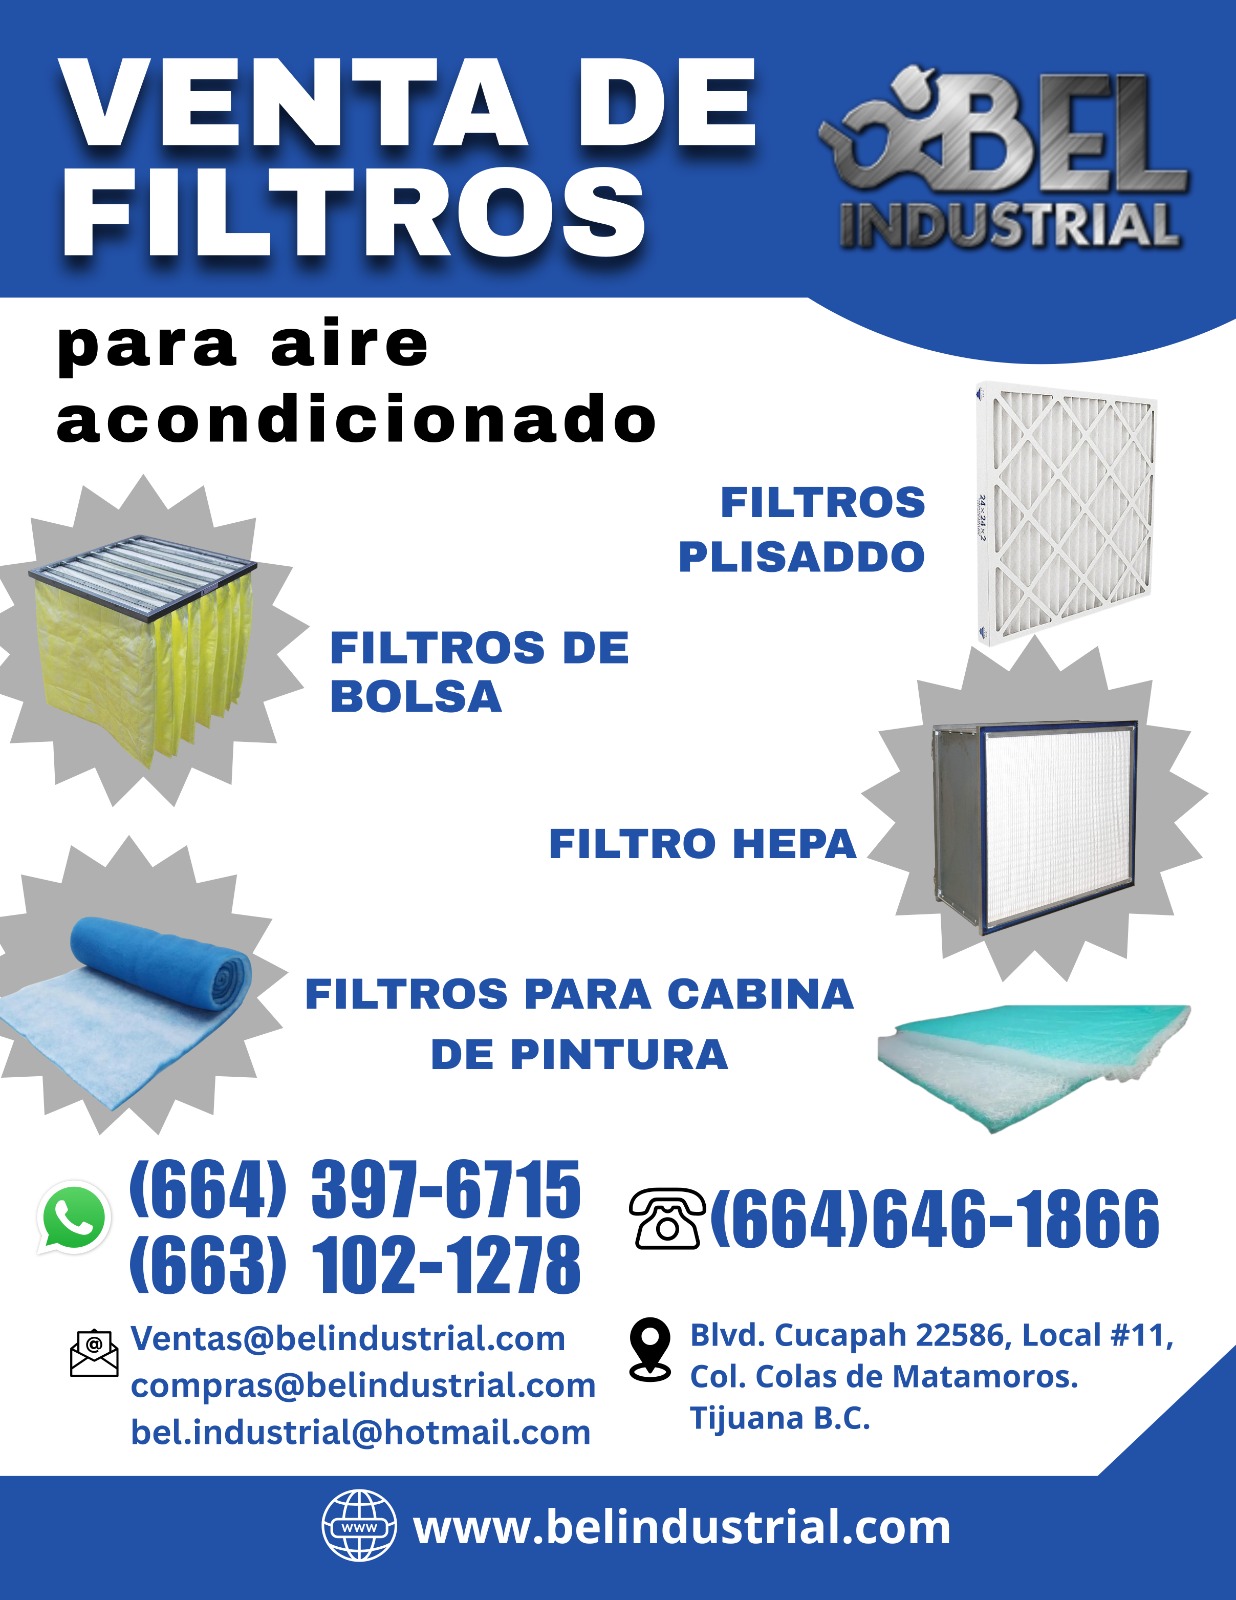 VENTA DE
FILTROS
BEL
INDUSTRIAL
para aire
acondicionado
FILTROS
PLISADDO
24x24x2
FILTROS DE
BOLSA
FILTRO HEPA
FILTROS PARA CABINA
DE PINTURA
(664) 397-6715
(663) 102-1278
(664)646-1866
@
Ventas@belindustrial.com
compras@belindustrial.com
bel.industrial@hotmail.com
Blvd. Cucapah 22586, Local #11,
Col. Colas de Matamoros.
Tijuana B.C.
www
www.belindustrial.com